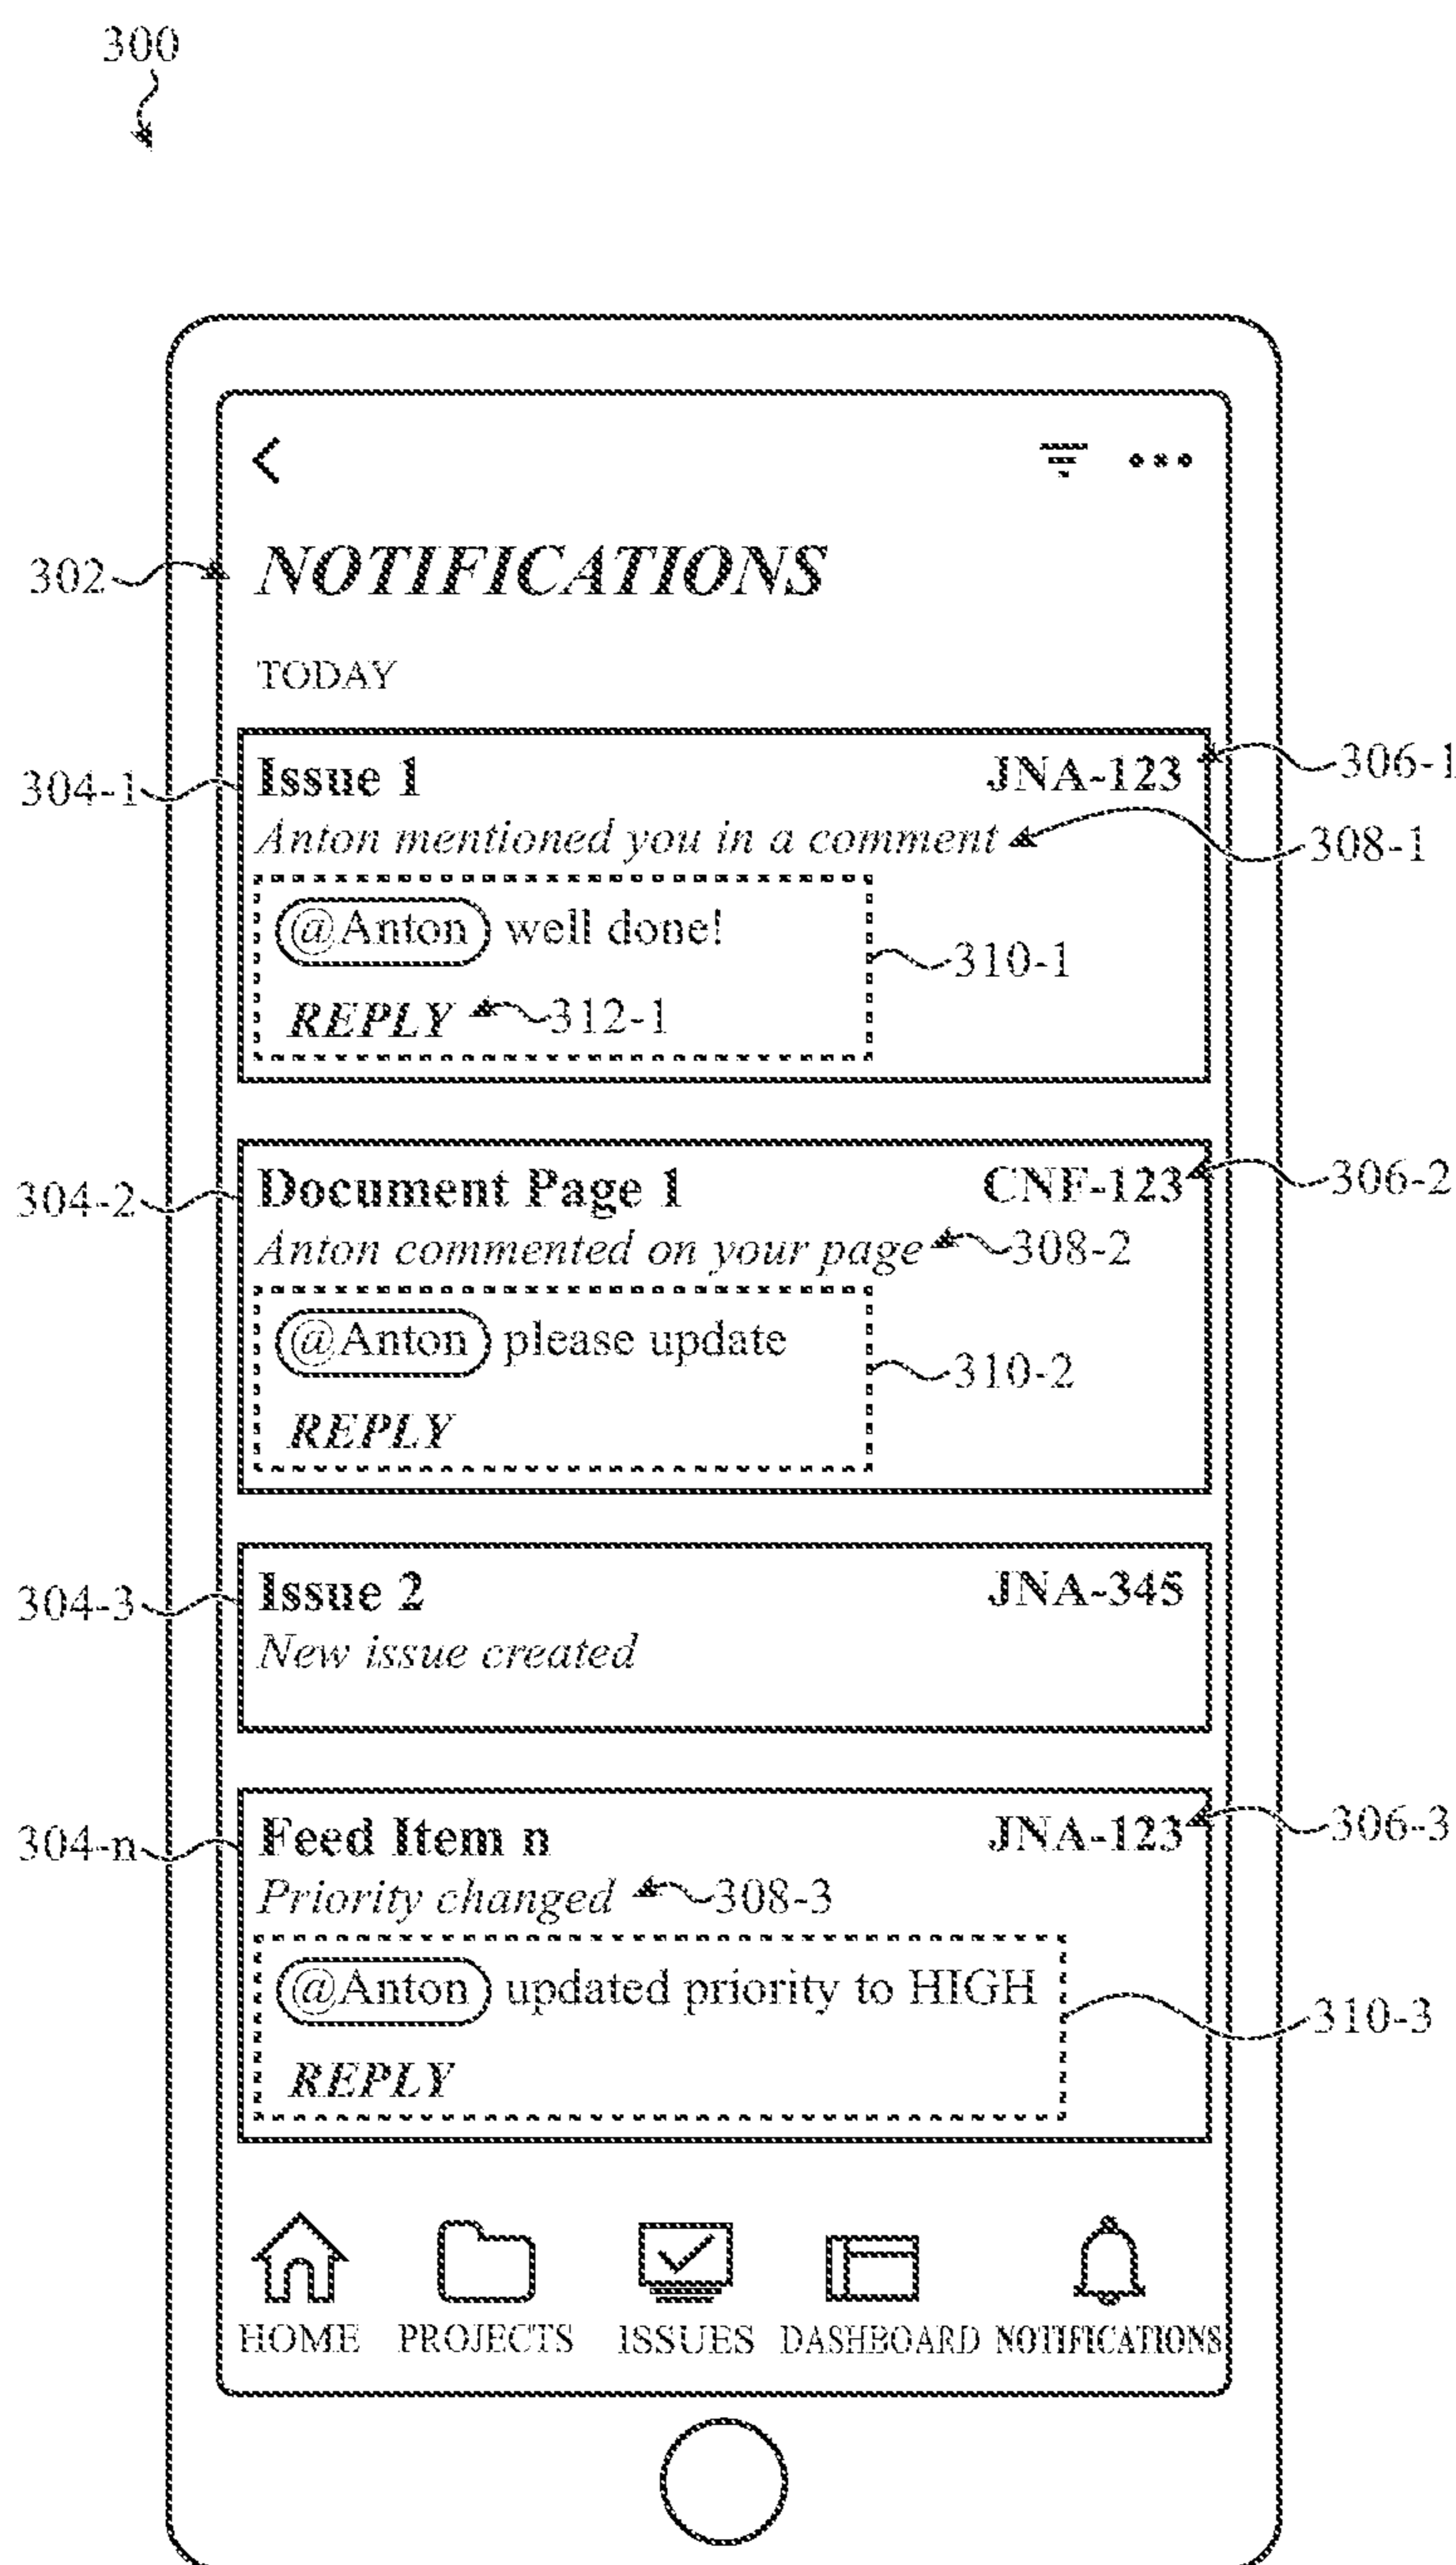 300
302 NOTIFICATIONS
TODAY
304-1 Issue 1 JNA-123 306-1
Anton mentioned you in a comment 308-1
@Anton well done! 310-1
REPLY 312-1
304-2 Document Page 1 CNF-123 306-2
Anton commented on your page 308-2
@Anton please update 310-2
REPLY
304-3 Issue 2 JNA-345
New issue created
304-n Feed Item n JNA-123 306-3
Priority changed 308-3
@Anton updated priority to HIGH 310-3
REPLY
HOME PROJECTS ISSUES DASHBOARD NOTIFICATIONS